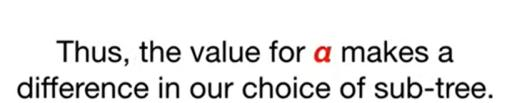 Thus, the value for α makes a
difference in our choice of sub-tree.